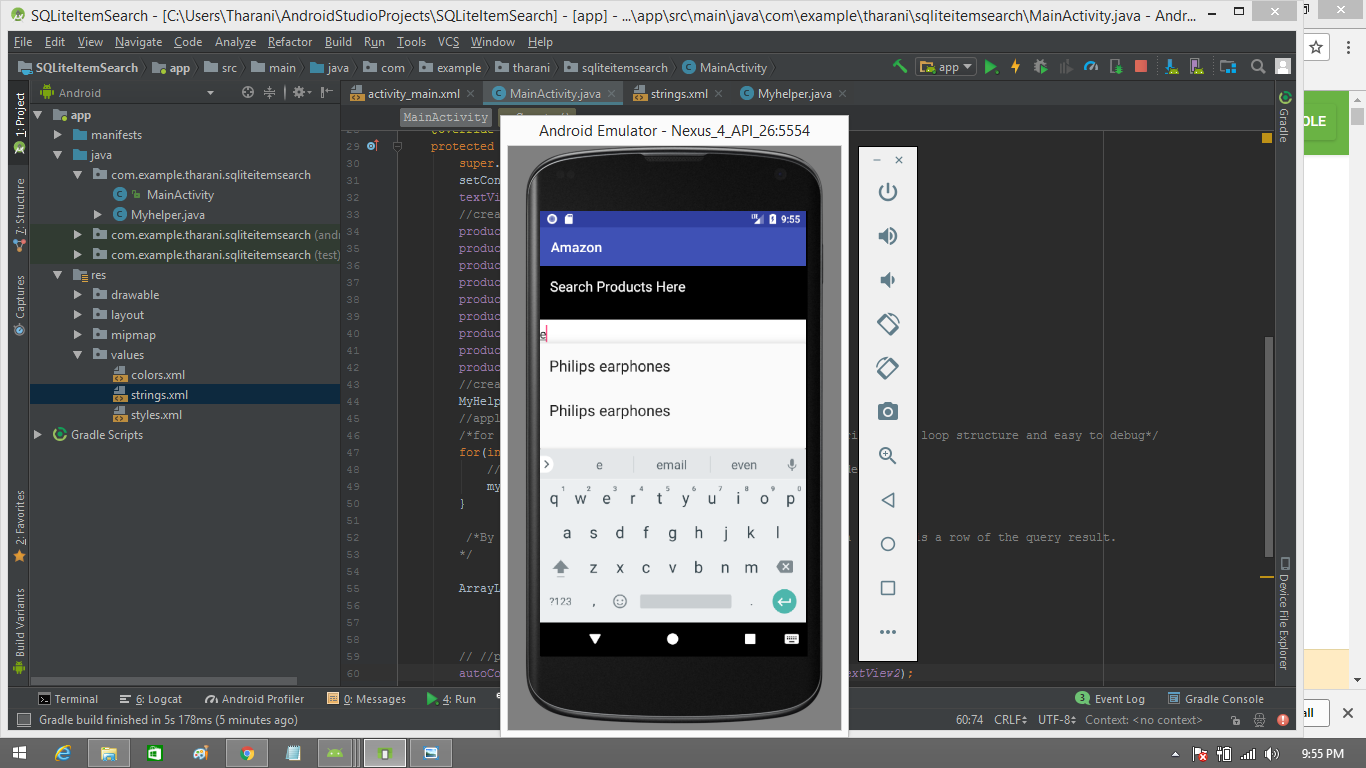 SQLiteItemSearch - [C:\Users\Tharani\AndroidStudioProjects\SQLiteItemSearch] - [app] - ...\app\src\main\java\com\example\tharani\sqliteitemsearch\MainActivity.java - Andr...
File Edit View Navigate Code Analyze Refactor Build Run Tools VCS Window Help
SQLiteItemSearch app src main java com example tharani sqliteitemsearch MainActivity app
Android activity_main.xml MainActivity.java strings.xml Myhelper.java
MainActivity
1: Project
7: Structure
Captures
2: Favorites
Build Variants
app
manifests
java
com.example.tharani.sqliteitemsearch
MainActivity
Myhelper.java
com.example.tharani.sqliteitemsearch (andr
com.example.tharani.sqliteitemsearch (test)
res
drawable
layout
mipmap
values
colors.xml
strings.xml
styles.xml
Gradle Scripts
29 protected
30 super.
31 setCon
32 textVi
33 //crea
34 produc
35 produc
36 produc
37 produc
38 produc
39 produc
40 produc
41 produc
42 produc
43 //crea
44 MyHelp
45 //appl
46 /*for loop structure and easy to debug*/
47 for(in
48 //
49 my
50 }
51
52 /*By s a row of the query result.
53 */
54
55 ArrayL
56
57
58
59 // //p
60 autoCo extView2);
Android Emulator - Nexus_4_API_26:5554
9:55
Amazon
Search Products Here
e
Philips earphones
Philips earphones
e email even
1 2 3 4 5 6 7 8 9 0
q w e r t y u i o p
a s d f g h j k l
z x c v b n m
?123 , .
Gradle
Device File Explorer
OLE
all
Terminal 6: Logcat Android Profiler 0: Messages 4: Run 3 Event Log Gradle Console
Gradle build finished in 5s 178ms (5 minutes ago) 60:74 CRLF UTF-8 Context: <no context>
9:55 PM